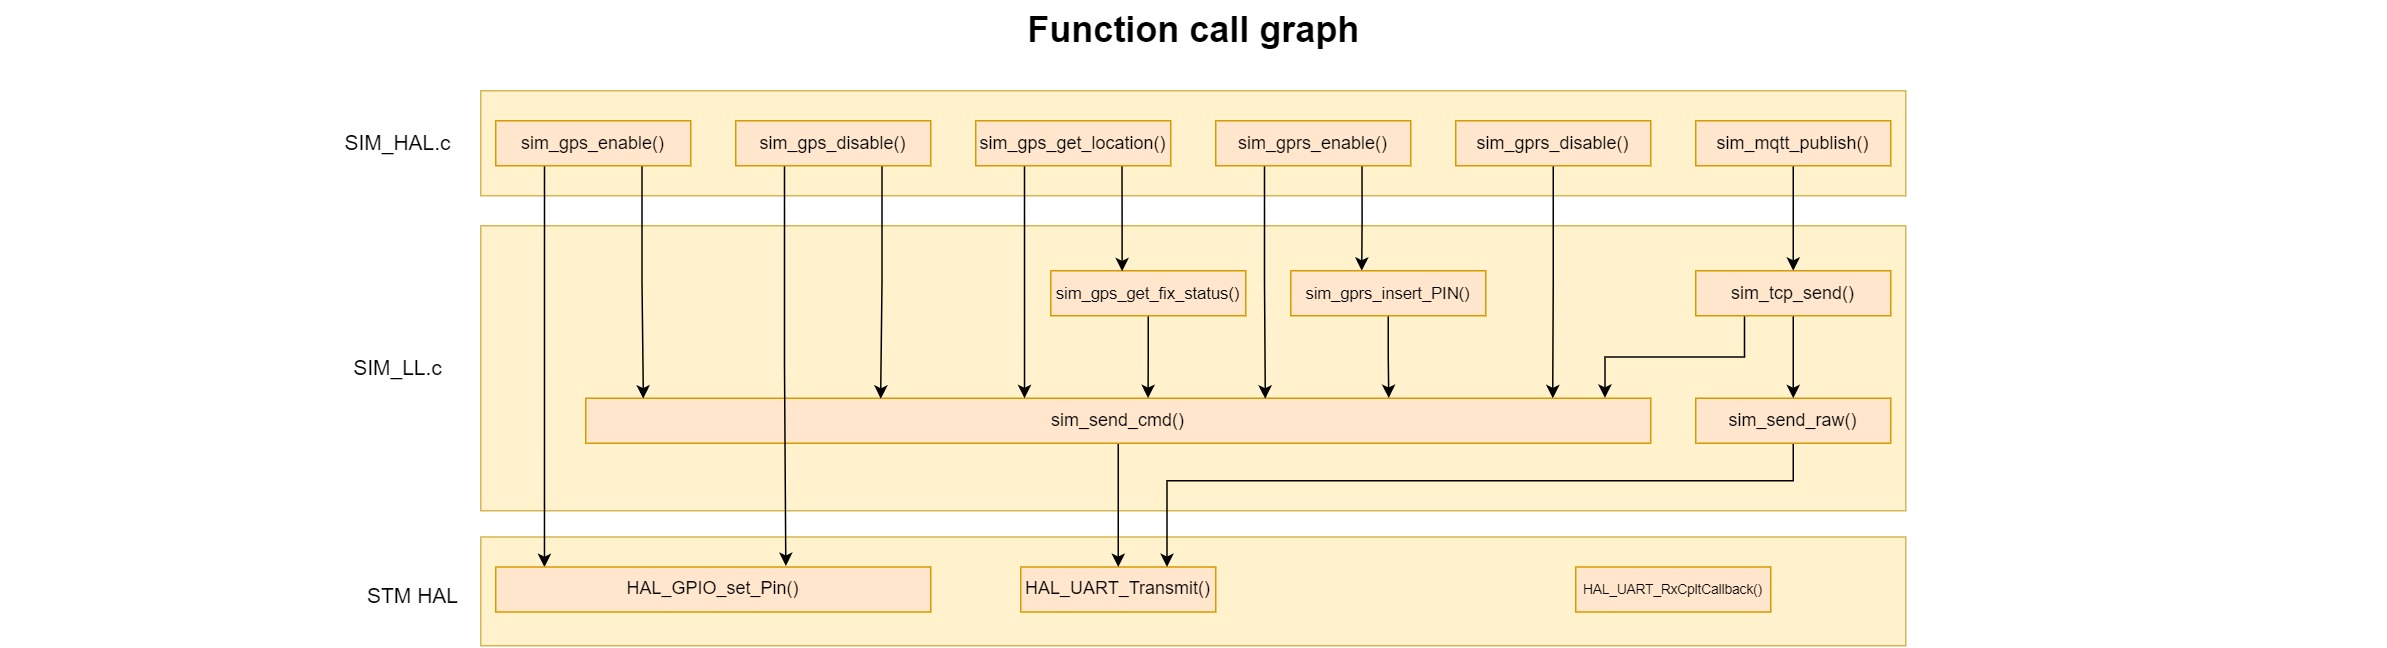 Function call graph
SIM_HAL.c
sim_gps_enable()
sim_gps_disable()
sim_gps_get_location()
sim_gprs_enable()
sim_gprs_disable()
sim_mqtt_publish()
sim_gps_get_fix_status()
sim_gprs_insert_PIN()
sim_tcp_send()
SIM_LL.c
sim_send_cmd()
sim_send_raw()
STM HAL
HAL_GPIO_set_Pin()
HAL_UART_Transmit()
HAL_UART_RxCpltCallback()